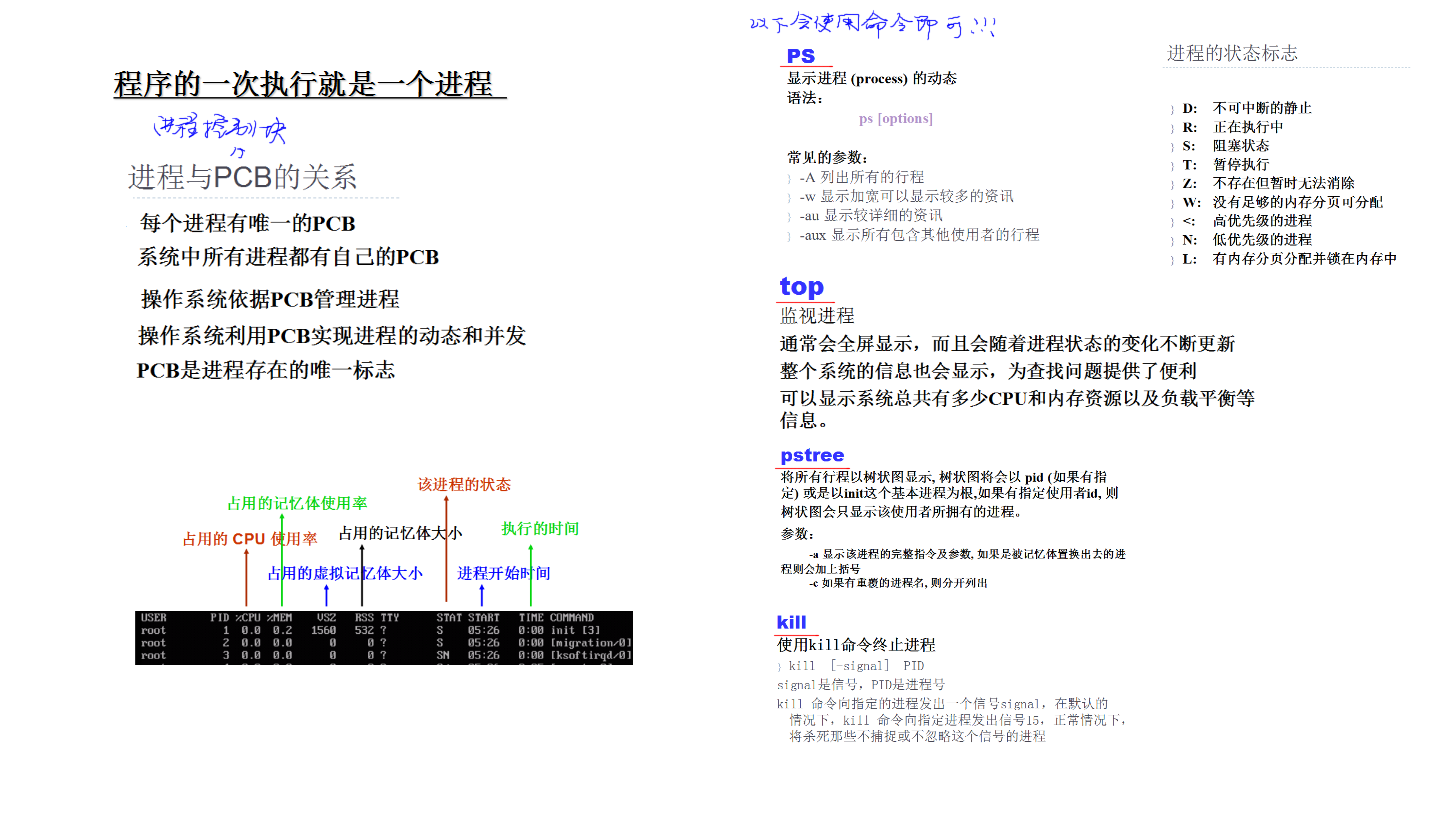 程序的一次执行就是一个进程
进程控制块
进程与PCB的关系
每个进程有唯一的PCB
系统中所有进程都有自己的PCB
操作系统依据PCB管理进程
操作系统利用PCB实现进程的动态和并发
PCB是进程存在的唯一标志
该进程的状态
占用的记忆体使用率
执行的时间
占用的记忆体大小
占用的 CPU 使用率
占用的虚拟记忆体大小
进程开始时间
USER PID %CPU %MEM VSZ RSS TTY STAT START TIME COMMAND
root 1 0.0 0.2 1560 532 ? S 05:26 0:00 init [3]
root 2 0.0 0.0 0 0 ? S 05:26 0:00 [migration/0]
root 3 0.0 0.0 0 0 ? SN 05:26 0:00 [ksoftirqd/0]
以下会使用命令即可!!!
PS
显示进程 (process) 的动态
语法：
ps [options]
常见的参数：
} -A 列出所有的行程
} -w 显示加宽可以显示较多的资讯
} -au 显示较详细的资讯
} -aux 显示所有包含其他使用者的行程
进程的状态标志
} D: 不可中断的静止
} R: 正在执行中
} S: 阻塞状态
} T: 暂停执行
} Z: 不存在但暂时无法消除
} W: 没有足够的内存分页可分配
} <: 高优先级的进程
} N: 低优先级的进程
} L: 有内存分页分配并锁在内存中
top
监视进程
通常会全屏显示，而且会随着进程状态的变化不断更新
整个系统的信息也会显示，为查找问题提供了便利
可以显示系统总共有多少CPU和内存资源以及负载平衡等
信息。
pstree
将所有行程以树状图显示, 树状图将会以 pid (如果有指
定) 或是以init这个基本进程为根,如果有指定使用者id, 则
树状图会只显示该使用者所拥有的进程。
参数：
-a 显示该进程的完整指令及参数, 如果是被记忆体置换出去的进
程则会加上括号
-c 如果有重覆的进程名, 则分开列出
kill
使用kill命令终止进程
} kill ［-signal］ PID
signal是信号，PID是进程号
kill 命令向指定的进程发出一个信号signal，在默认的
情况下，kill 命令向指定进程发出信号15，正常情况下，
将杀死那些不捕捉或不忽略这个信号的进程